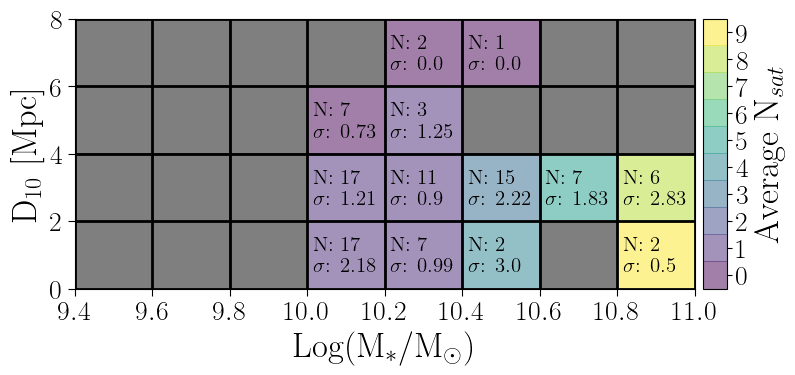 8
N: 2
σ: 0.0
N: 1
σ: 0.0
6
N: 7
σ: 0.73
N: 3
σ: 1.25
4
N: 17
σ: 1.21
N: 11
σ: 0.9
N: 15
σ: 2.22
N: 7
σ: 1.83
N: 6
σ: 2.83
2
N: 17
σ: 2.18
N: 7
σ: 0.99
N: 2
σ: 3.0
N: 2
σ: 0.5
0
D₁₀ [Mpc]
9.4 9.6 9.8 10.0 10.2 10.4 10.6 10.8 11.0
Log(M∗/M⊙)
9
8
7
6
5
4
3
2
1
0
Average N_sat